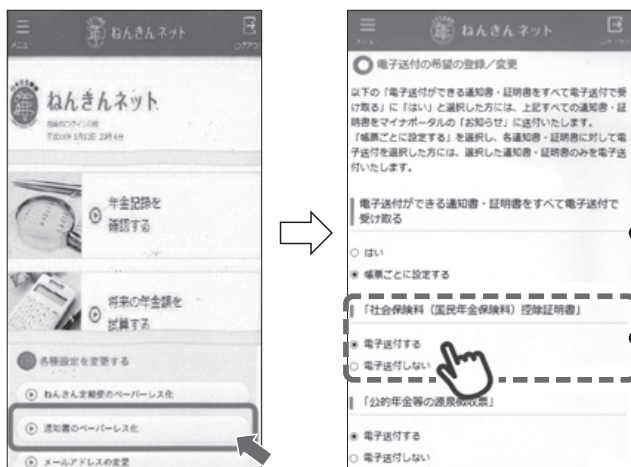 メニュー
ねんきんネット
ログアウト
ねんきんネット
年金記録を
確認する
将来の年金額を
試算する
各種設定を変更する
ねんきん定期便のペーパーレス化
通知書のペーパーレス化
メールアドレスの変更
ねんきんネット
電子送付の希望の登録／変更
以下の「電子送付ができる通知書・証明書をすべて電子送付で受
け取る」に「はい」と選択した方には、上記すべての通知書・証
明書をマイナポータルの「お知らせ」に送付いたします。
「帳票ごとに設定する」を選択し、各通知書・証明書に対して電
子送付を選択した方には、選択した通知書・証明書のみを電子送
付いたします。
電子送付ができる通知書・証明書をすべて電子送付で
受け取る
はい
帳票ごとに設定する
「社会保険料（国民年金保険料）控除証明書」
電子送付する
電子送付しない
「公的年金等の源泉徴収票」
電子送付する
電子送付しない